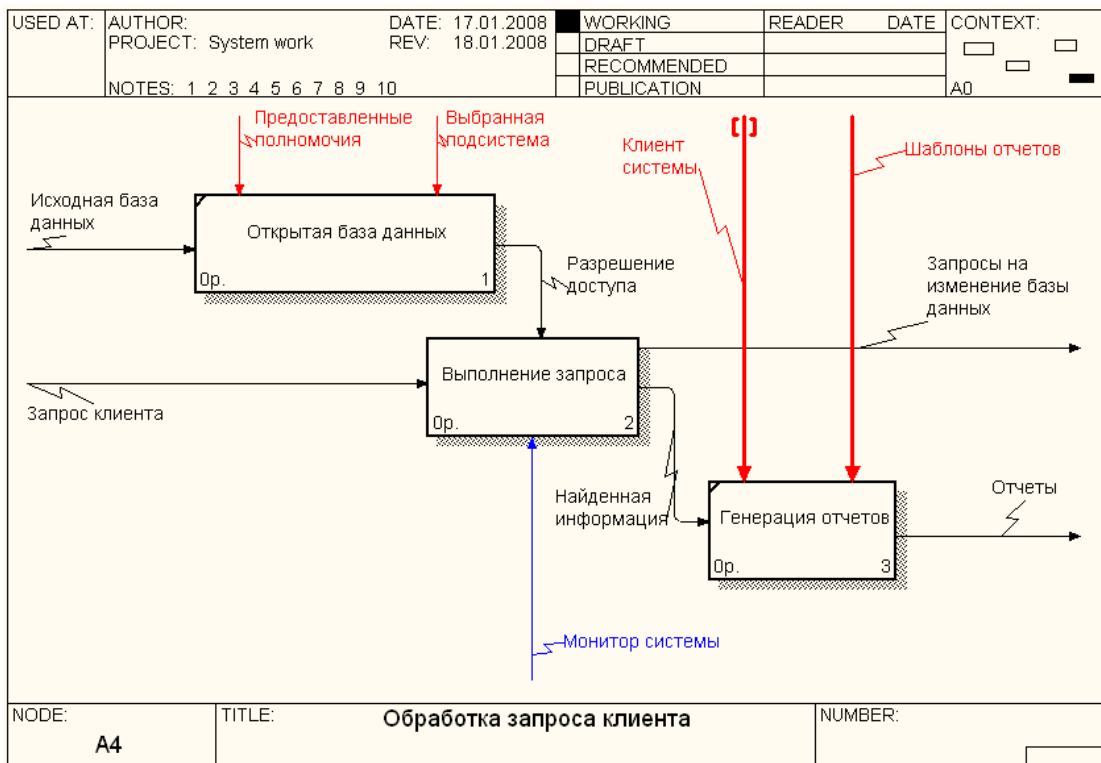 USED AT:
AUTHOR:
DATE: 17.01.2008
PROJECT: System work
REV: 18.01.2008
NOTES: 1 2 3 4 5 6 7 8 9 10
WORKING
DRAFT
RECOMMENDED
PUBLICATION
READER
DATE
CONTEXT:
A0
Предоставленные
полномочия
Выбранная
подсистема
Клиент
системы
Шаблоны отчетов
Исходная база
данных
Открытая база данных
0р.
1
Разрешение
доступа
Запросы на
изменение базы
данных
Выполнение запроса
0р.
2
Запрос клиента
Найденная
информация
Генерация отчетов
0р.
3
Отчеты
Монитор системы
NODE:
A4
TITLE:
Обработка запроса клиента
NUMBER: